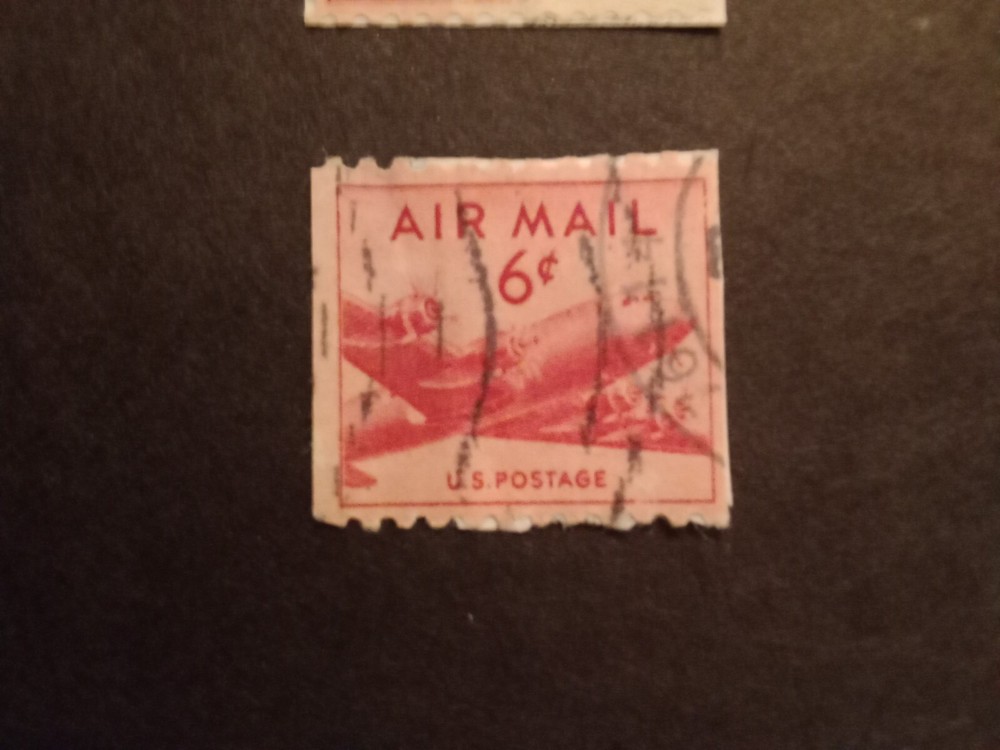 AIR MAIL
6¢
U.S. POSTAGE